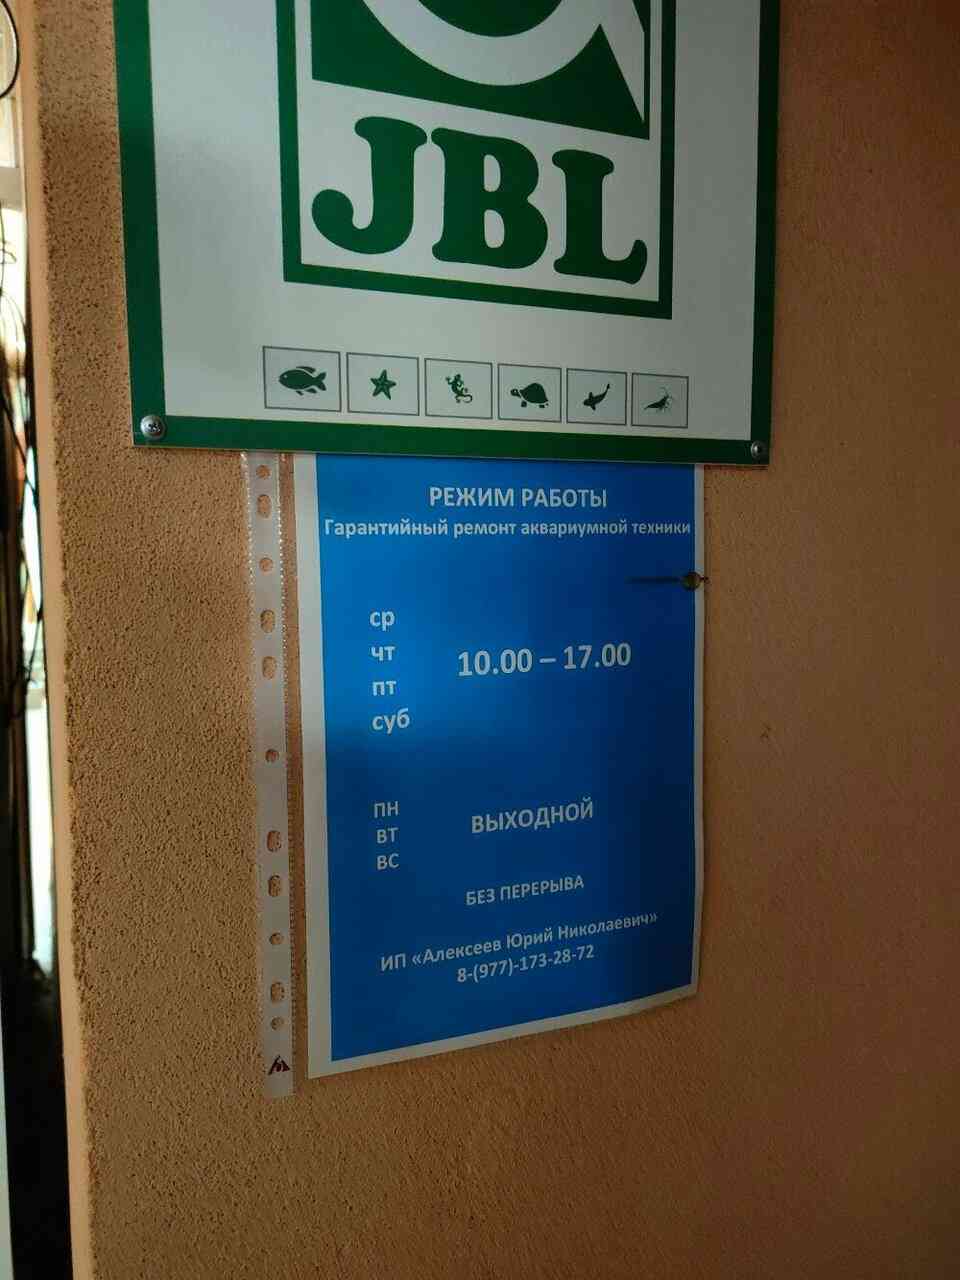 JBL
РЕЖИМ РАБОТЫ
Гарантийный ремонт аквариумной техники
ср
чт
10.00 – 17.00
пт
суб
ПН
ВТ
ВЫХОДНОЙ
ВС
БЕЗ ПЕРЕРЫВА
ИП «Алексеев Юрий Николаевич»
8-(977)-173-28-72